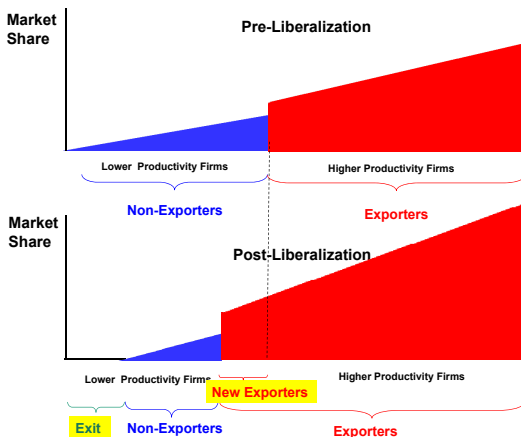 Market
Share
Pre-Liberalization
Lower Productivity Firms
Higher Productivity Firms
Non-Exporters
Exporters
Market
Share
Post-Liberalization
Lower Productivity Firms
Higher Productivity Firms
New Exporters
Exit
Non-Exporters
Exporters